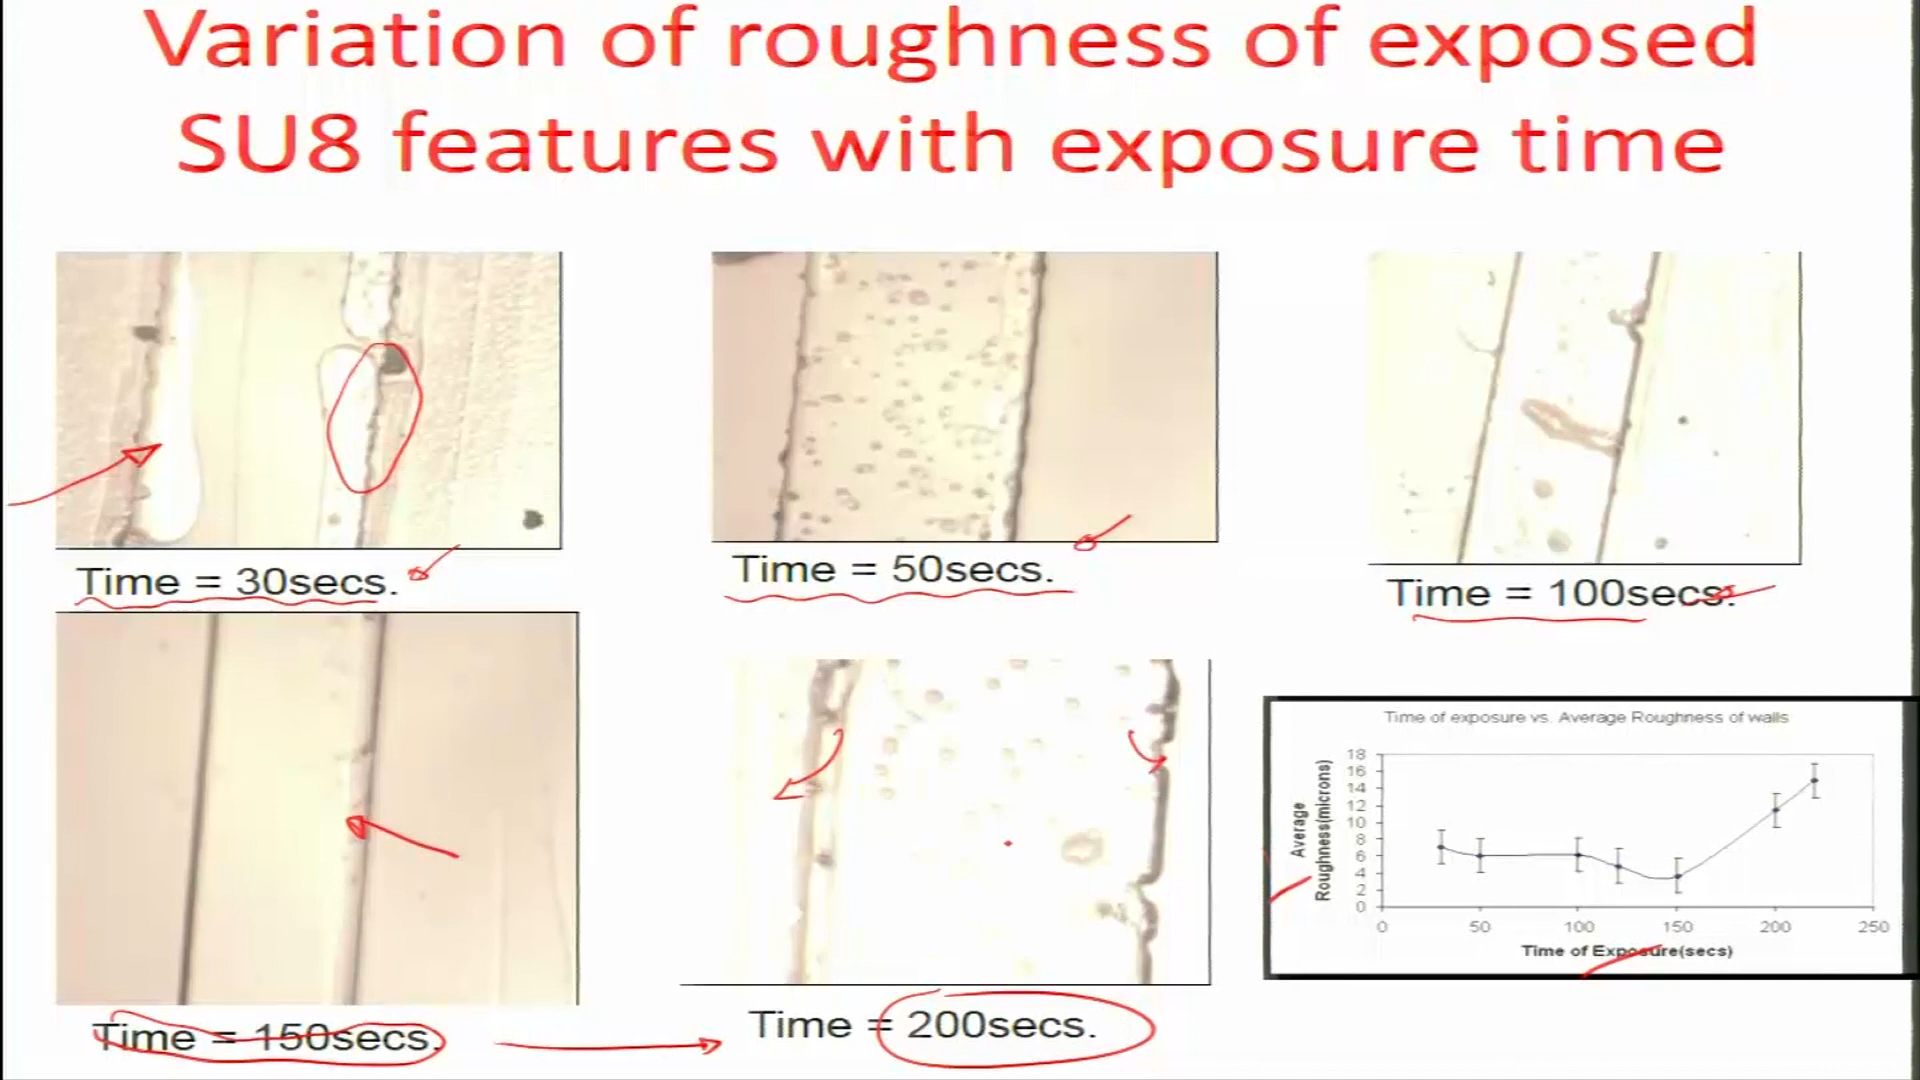 Variation of roughness of exposed
SU8 features with exposure time
Time = 30secs.
Time = 50secs.
Time = 100secs.
Time = 150secs.
Time = 200secs.
Time of exposure vs. Average Roughness of walls
Average
Roughness(microns)
18
16
14
12
10
8
6
4
2
0
0 50 100 150 200 250
Time of Exposure(secs)